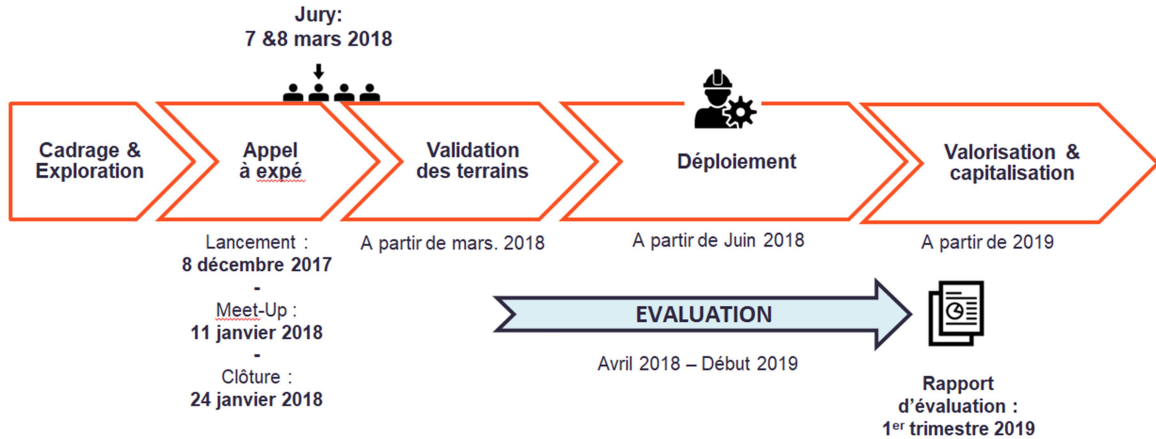 Jury:
7 &8 mars 2018
Cadrage &
Exploration
Appel
à expé
Validation
des terrains
Déploiement
Valorisation &
capitalisation
Lancement :
8 décembre 2017
-
Meet-Up :
11 janvier 2018
-
Clôture :
24 janvier 2018
A partir de mars. 2018
A partir de Juin 2018
A partir de 2019
EVALUATION
Avril 2018 – Début 2019
Rapport
d'évaluation :
1er trimestre 2019